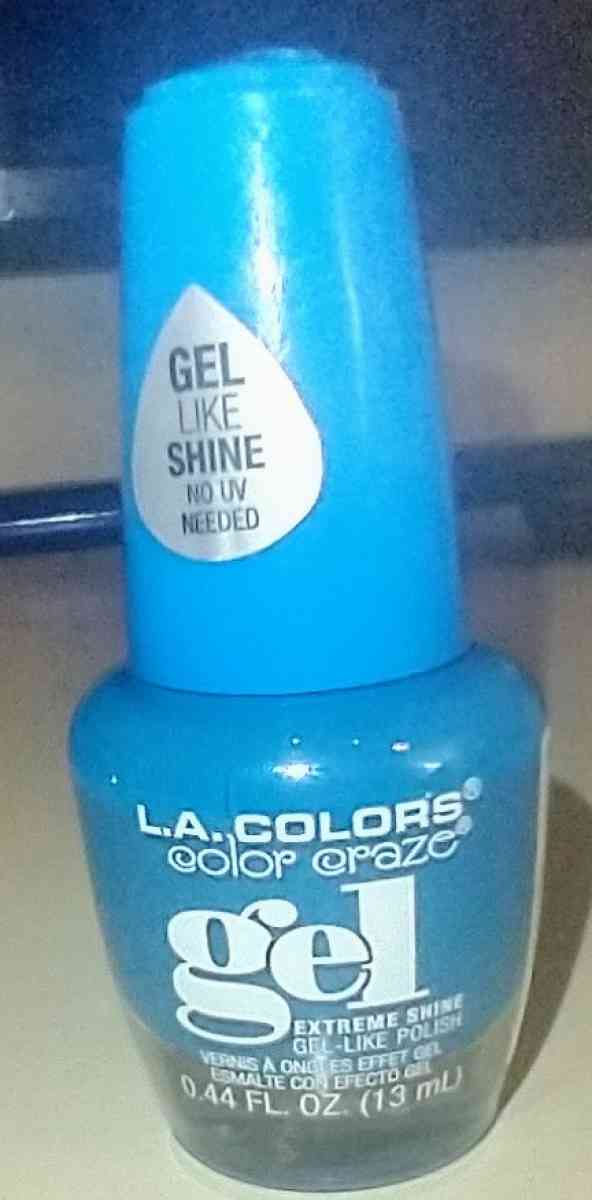 GEL
LIKE
SHINE
NO UV
NEEDED
L.A. COLORS®
color craze®
gel
EXTREME SHINE
GEL-LIKE POLISH
VERNIS À ONGLES EFFET GEL
ESMALTE CON EFECTO GEL
0.44 FL. OZ. (13 mL)